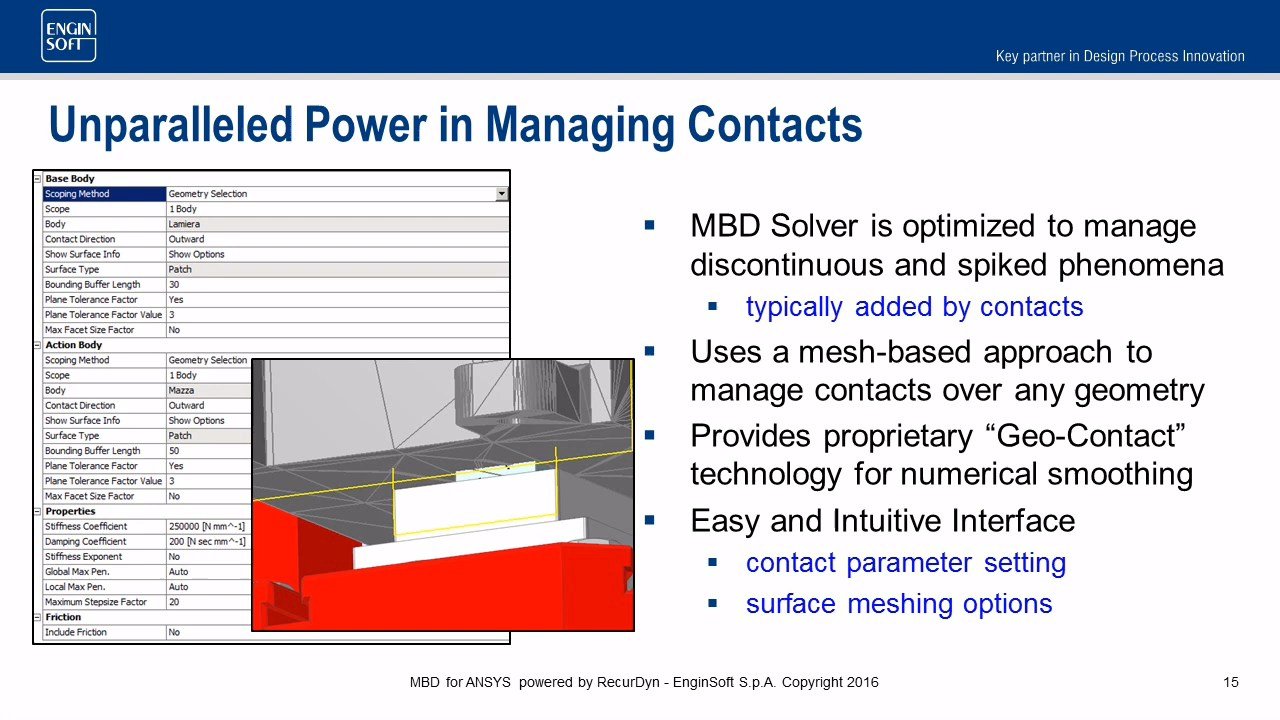 ENGIN
SOFT
Key partner in Design Process Innovation
Unparalleled Power in Managing Contacts
Base Body
Scoping Method Geometry Selection
Scope 1 Body
Body Lamiera
Contact Direction Outward
Show Surface Info Show Options
Surface Type Patch
Bounding Buffer Length 30
Plane Tolerance Factor Yes
Plane Tolerance Factor Value 3
Max Facet Size Factor No
Action Body
Scoping Method Geometry Selection
Scope 1 Body
Body Mazza
Contact Direction Outward
Show Surface Info Show Options
Surface Type Patch
Bounding Buffer Length 50
Plane Tolerance Factor Yes
Plane Tolerance Factor Value 3
Max Facet Size Factor No
Properties
Stiffness Coefficient 250000 [N mm^-1]
Damping Coefficient 200 [N sec mm^-1]
Stiffness Exponent No
Global Max Pen. Auto
Local Max Pen. Auto
Maximum Stepsize Factor 20
Friction
Include Friction No
▪ MBD Solver is optimized to manage
discontinuous and spiked phenomena
▪ typically added by contacts
▪ Uses a mesh-based approach to
manage contacts over any geometry
▪ Provides proprietary “Geo-Contact”
technology for numerical smoothing
▪ Easy and Intuitive Interface
▪ contact parameter setting
▪ surface meshing options
MBD for ANSYS powered by RecurDyn - EnginSoft S.p.A. Copyright 2016
15